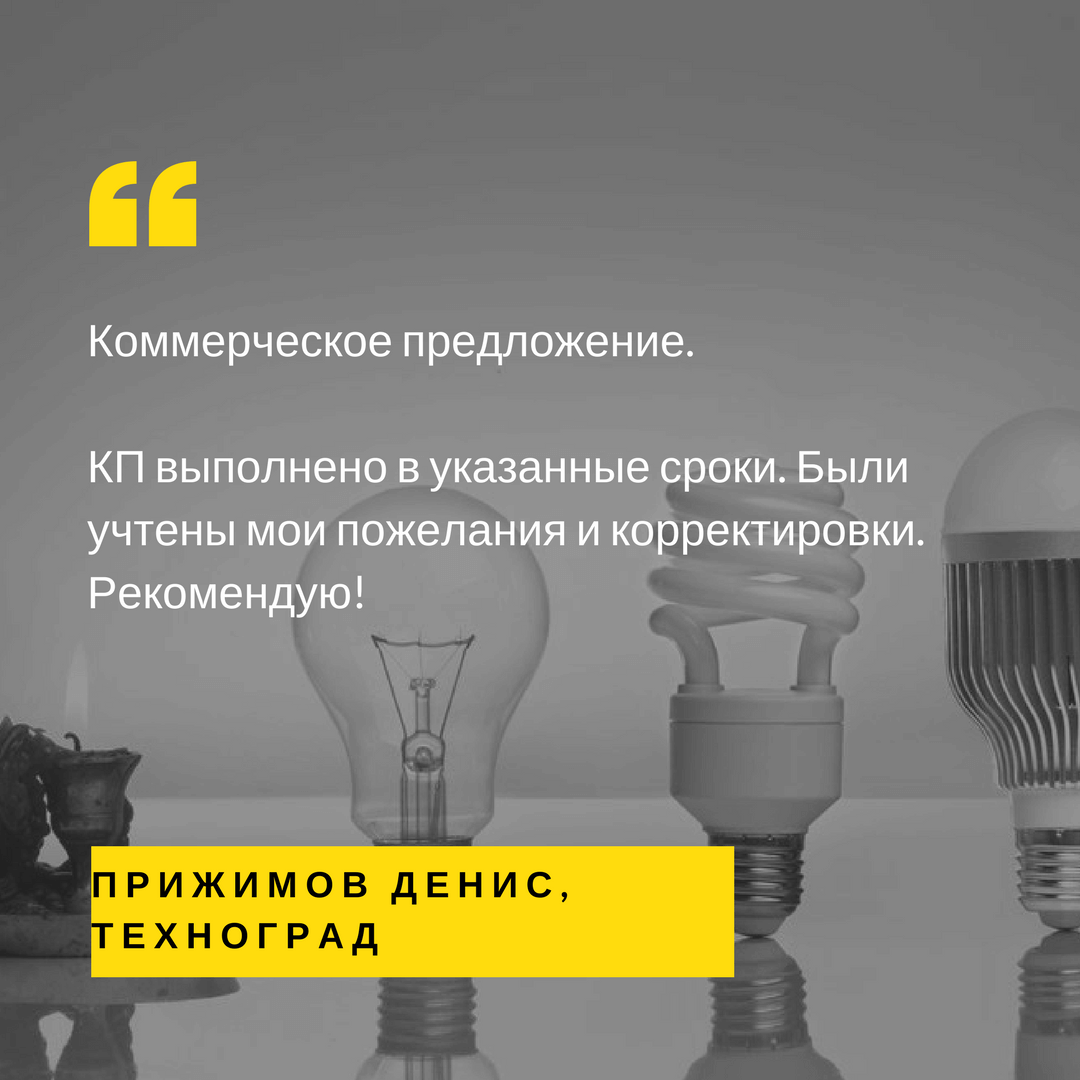 Коммерческое предложение.
КП выполнено в указанные сроки. Были
учтены мои пожелания и корректировки.
Рекомендую!
ПРИЖИМОВ ДЕНИС,
ТЕХНОГРАД